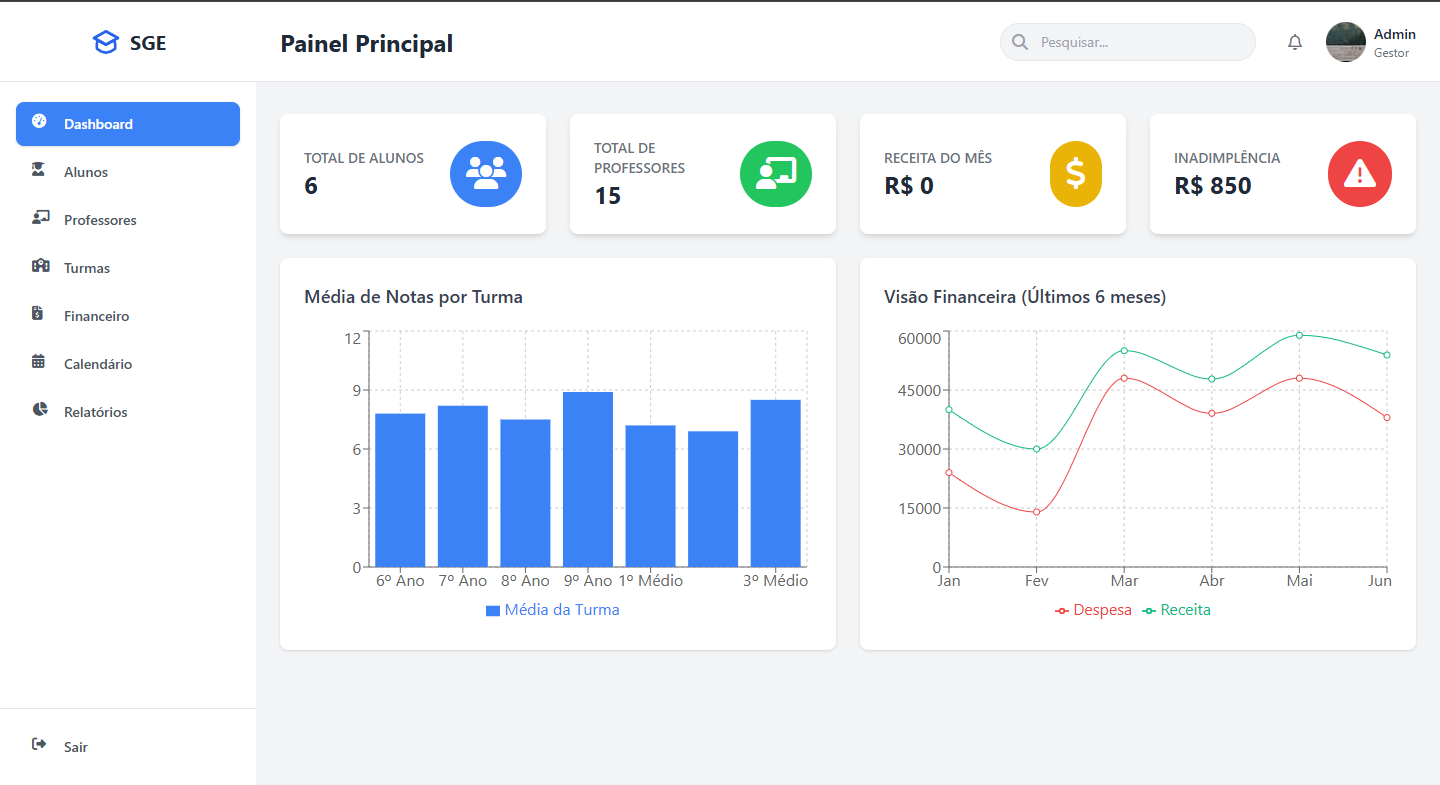 SGE
Painel Principal
Pesquisar...
Admin
Gestor
Dashboard
Alunos
Professores
Turmas
Financeiro
Calendário
Relatórios
Sair
TOTAL DE ALUNOS
6
TOTAL DE
PROFESSORES
15
RECEITA DO MÊS
R$ 0
INADIMPLÊNCIA
R$ 850
Média de Notas por Turma
12
9
6
3
0
6º Ano 7º Ano 8º Ano 9º Ano 1º Médio 3º Médio
Média da Turma
Visão Financeira (Últimos 6 meses)
60000
45000
30000
15000
0
Jan Fev Mar Abr Mai Jun
Despesa Receita